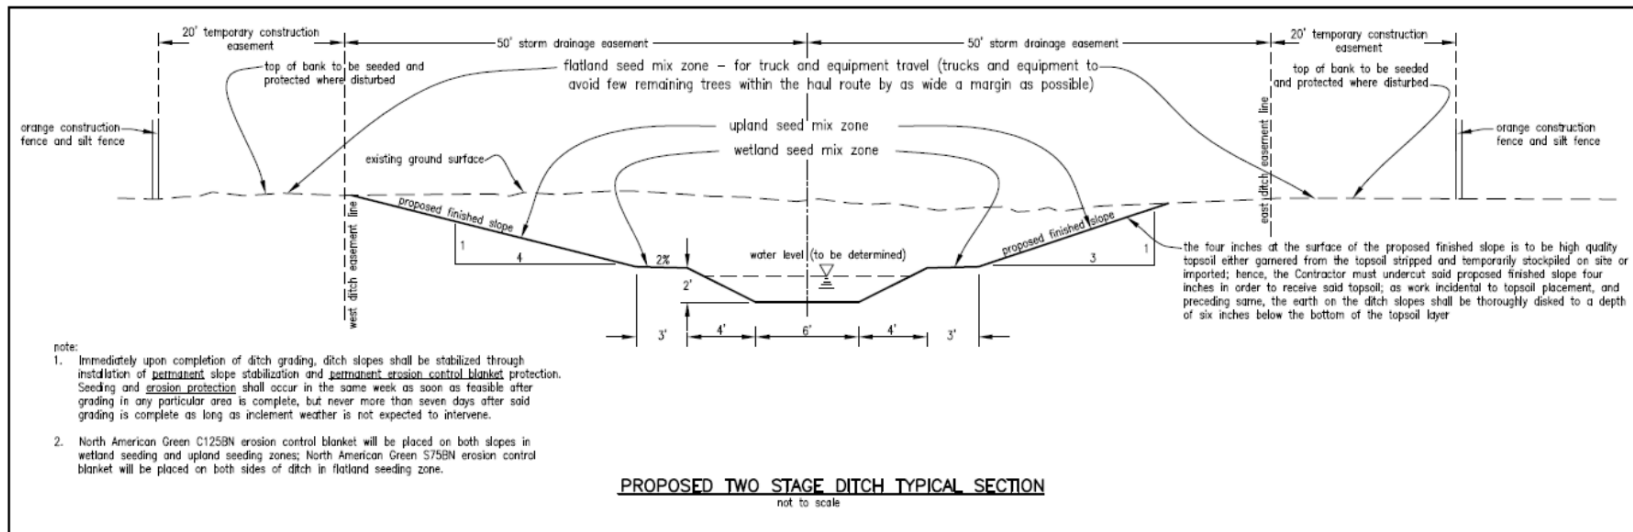 20' temporary construction
easement
50' storm drainage easement
50' storm drainage easement
20' temporary construction
easement
top of bank to be seeded and
protected where disturbed
flatland seed mix zone – for truck and equipment travel (trucks and equipment to
avoid few remaining trees within the haul route by as wide a margin as possible)
top of bank to be seeded
and protected where disturbed
orange construction
fence and silt fence
upland seed mix zone
wetland seed mix zone
existing ground surface
orange construction
fence and silt fence
west ditch easement line
east ditch easement line
proposed finished slope
1
4
2%
2'
water level (to be determined)
proposed finished slope
1
3
3'
4'
6'
4'
3'
the four inches at the surface of the proposed finished slope is to be high quality
topsoil either garnered from the topsoil stripped and temporarily stockpiled on site or
imported; hence, the Contractor must undercut said proposed finished slope four
inches in order to receive said topsoil; as work incidental to topsoil placement, and
preceding same, the earth on the ditch slopes shall be thoroughly disked to a depth
of six inches below the bottom of the topsoil layer
note:
1. Immediately upon completion of ditch grading, ditch slopes shall be stabilized through
installation of permanent slope stabilization and permanent erosion control blanket protection.
Seeding and erosion protection shall occur in the same week as soon as feasible after
grading in any particular area is complete, but never more than seven days after said
grading is complete as long as inclement weather is not expected to intervene.
2. North American Green C125BN erosion control blanket will be placed on both slopes in
wetland seeding and upland seeding zones; North American Green S75BN erosion control
blanket will be placed on both sides of ditch in flatland seeding zone.
PROPOSED TWO STAGE DITCH TYPICAL SECTION
not to scale